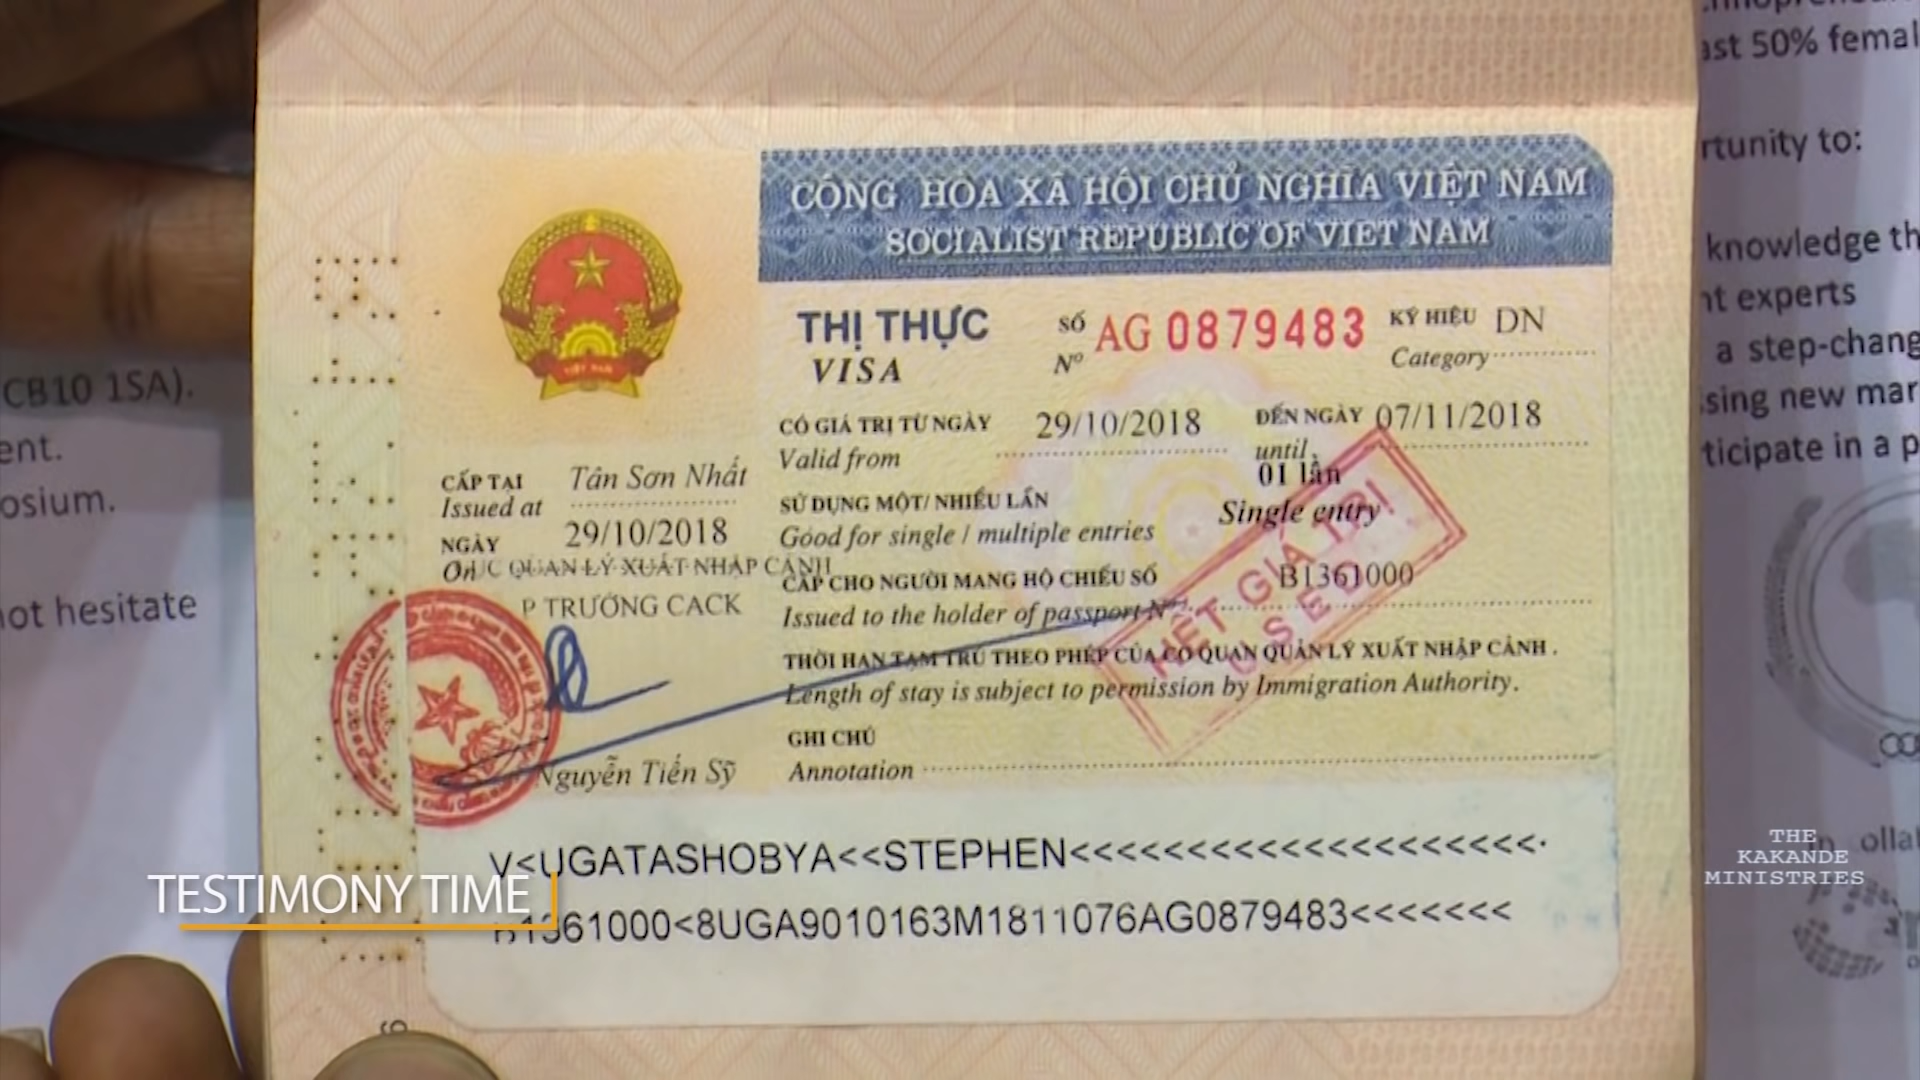 CỘNG HÒA XÃ HỘI CHỦ NGHĨA VIỆT NAM
SOCIALIST REPUBLIC OF VIET NAM
THỊ THỰC
VISA
SỐ
Nº
AG 0879483
KÝ HIỆU DN
Category
CÓ GIÁ TRỊ TỪ NGÀY 29/10/2018
Valid from
ĐẾN NGÀY 07/11/2018
until
CẤP TẠI Tân Sơn Nhất
Issued at
NGÀY 29/10/2018
On
QUẢN LÝ XUẤT NHẬP CẢNH
P TRƯỞNG CACK
Nguyễn Tiến Sỹ
SỬ DỤNG MỘT/ NHIỀU LẦN 01 lần
Good for single / multiple entries Single entry
CẤP CHO NGƯỜI MANG HỘ CHIẾU SỐ B1361000
Issued to the holder of passport Nº
THỜI HẠN TẠM TRÚ THEO PHÉP CỦA CƠ QUAN QUẢN LÝ XUẤT NHẬP CẢNH .
Length of stay is subject to permission by Immigration Authority.
GHI CHÚ
Annotation
HẾT GIÁ TRỊ
USED
V<UGATASHOBYA<<STEPHEN<<<<<<<<<<<<<<<<<<<<
B1361000<8UGA9010163M1811076AG0879483<<<<<<<
TESTIMONY TIME
THE
KAKANDE
MINISTRIES
CB10 1SA).
ent.
osium.
not hesitate
ast 50% femal
rtunity to:
knowledge th
nt experts
a step-chang
sing new mar
ticipate in a p